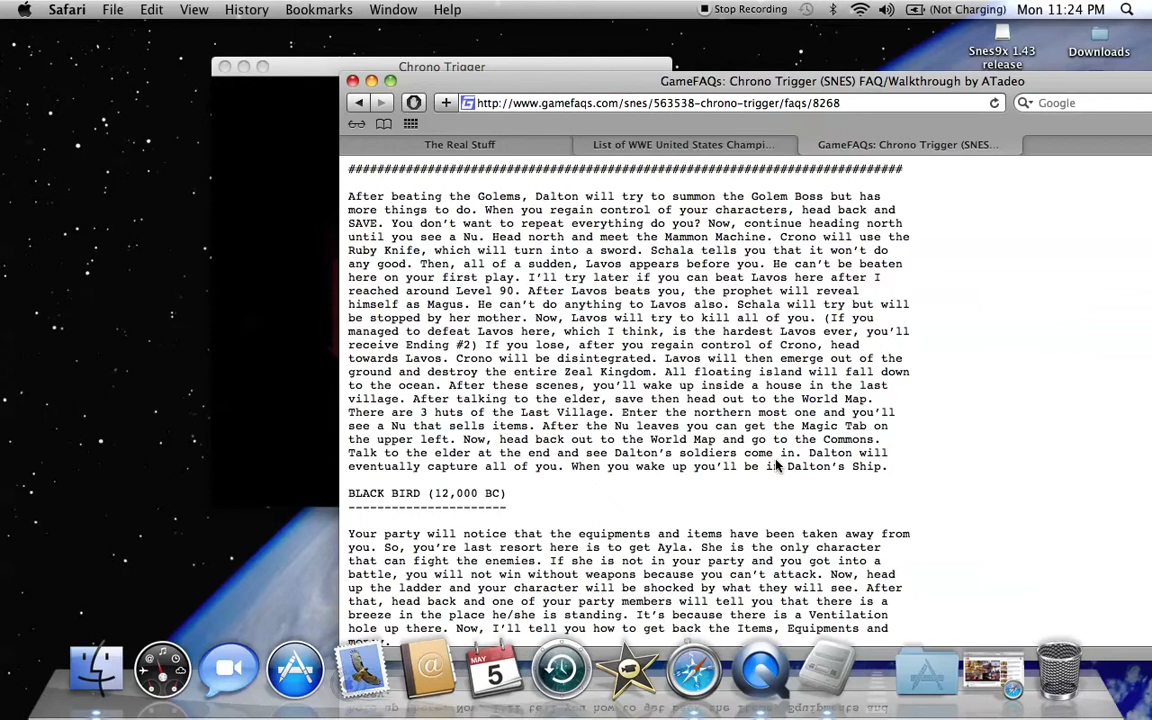 Safari File Edit View History Bookmarks Window Help Stop Recording (Not Charging) Mon 11:24 PM
Snes9x 1.43
release
Downloads
Chrono Trigger
GameFAQs: Chrono Trigger (SNES) FAQ/Walkthrough by ATadeo
http://www.gamefaqs.com/snes/563538-chrono-trigger/faqs/8268
Google
The Real Stuff
List of WWE United States Champi...
GameFAQs: Chrono Trigger (SNES...
##############################################################################
After beating the Golems, Dalton will try to summon the Golem Boss but has
more things to do. When you regain control of your characters, head back and
SAVE. You don't want to repeat everything do you? Now, continue heading north
until you see a Nu. Head north and meet the Mammon Machine. Crono will use the
Ruby Knife, which will turn into a sword. Schala tells you that it won't do
any good. Then, all of a sudden, Lavos appears before you. He can't be beaten
here on your first play. I'll try later if you can beat Lavos here after I
reached around Level 90. After Lavos beats you, the prophet will reveal
himself as Magus. He can't do anything to Lavos also. Schala will try but will
be stopped by her mother. Now, Lavos will try to kill all of you. (If you
managed to defeat Lavos here, which I think, is the hardest Lavos ever, you'll
receive Ending #2) If you lose, after you regain control of Crono, head
towards Lavos. Crono will be disintegrated. Lavos will then emerge out of the
ground and destroy the entire Zeal Kingdom. All floating island will fall down
to the ocean. After these scenes, you'll wake up inside a house in the last
village. After talking to the elder, save then head out to the World Map.
There are 3 huts of the Last Village. Enter the northern most one and you'll
see a Nu that sells items. After the Nu leaves you can get the Magic Tab on
the upper left. Now, head back out to the World Map and go to the Commons.
Talk to the elder at the end and see Dalton's soldiers come in. Dalton will
eventually capture all of you. When you wake up you'll be in Dalton's Ship.
BLACK BIRD (12,000 BC)
----------------------
Your party will notice that the equipments and items have been taken away from
you. So, you're last resort here is to get Ayla. She is the only character
that can fight the enemies. If she is not in your party and you got into a
battle, you will not win without weapons because you can't attack. Now, head
up the ladder and your character will be shocked by what they will see. After
that, head back and one of your party members will tell you that there is a
breeze in the place he/she is standing. It's because there is a Ventilation
hole up there. Now, I'll tell you how to get back the Items, Equipments and
MAY
5